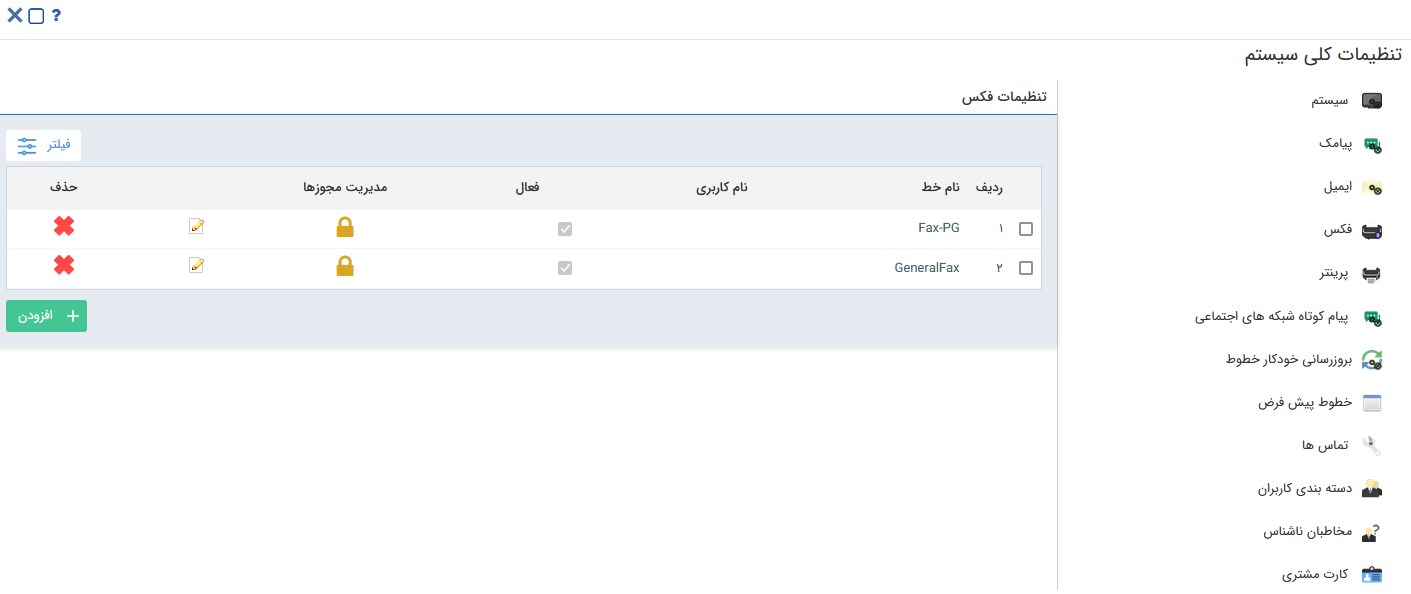 ?
تنظیمات کلی سیستم
سیستم
پیامک
ایمیل
فکس
پرینتر
پیام کوتاه شبکه های اجتماعی
بروزرسانی خودکار خطوط
خطوط پیش فرض
تماس ها
دسته بندی کاربران
مخاطبان ناشناس
کارت مشتری
تنظیمات فکس
فیلتر
ردیف نام خط نام کاربری فعال مدیریت مجوزها حذف
۱ Fax-PG
۲ GeneralFax
+ افزودن